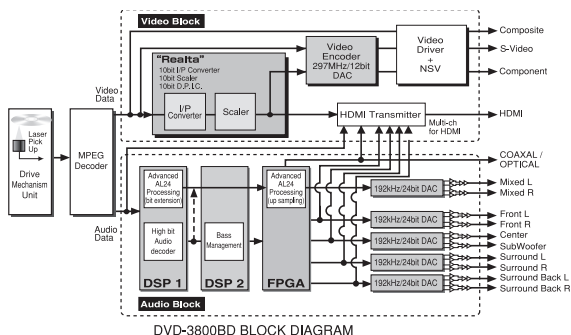 Video Block
"Realta"
10bit I/P Converter
10bit Scaler
10bit D.P.I.C.
I/P
Converter
Scaler
Video
Encoder
297MHz/12bit
DAC
Video
Driver
+
NSV
Composite
S-Video
Component
Video
Data
HDMI Transmitter
Multi-ch
for HDMI
HDMI
Laser
Pick
Up
Drive
Mechanism
Unit
MPEG
Decoder
Audio
Data
Advanced
AL24
Processing
(bit extension)
High bit
Audio
decoder
DSP 1
Bass
Management
DSP 2
Advanced
AL24
Processing
(up sampling)
FPGA
COAXAL /
OPTICAL
192kHz/24bit DAC
Mixed L
Mixed R
192kHz/24bit DAC
Front L
Front R
192kHz/24bit DAC
Center
SubWoofer
192kHz/24bit DAC
Surround L
Surround R
192kHz/24bit DAC
Surround Back L
Surround Back R
Audio Block
DVD-3800BD BLOCK DIAGRAM